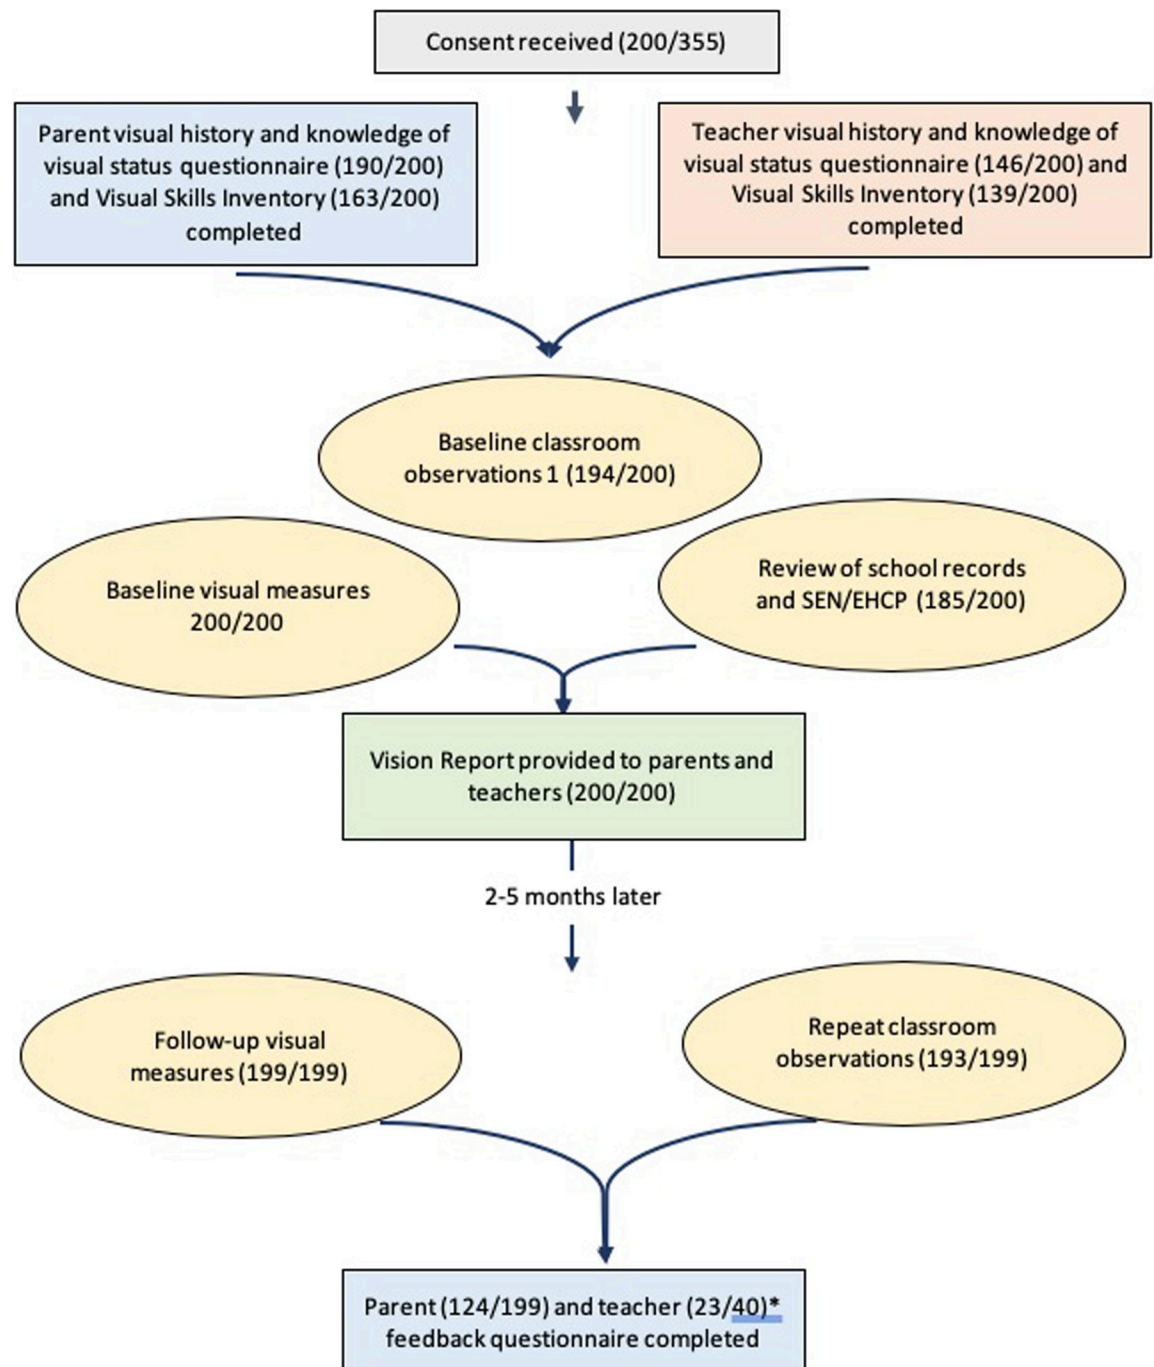 Consent received (200/355)
Parent visual history and knowledge of
visual status questionnaire (190/200)
and Visual Skills Inventory (163/200)
completed
Teacher visual history and knowledge of
visual status questionnaire (146/200) and
Visual Skills Inventory (139/200)
completed
Baseline classroom
observations 1 (194/200)
Baseline visual measures
200/200
Review of school records
and SEN/EHCP (185/200)
Vision Report provided to parents and
teachers (200/200)
2-5 months later
Follow-up visual
measures (199/199)
Repeat classroom
observations (193/199)
Parent (124/199) and teacher (23/40)*
feedback questionnaire completed